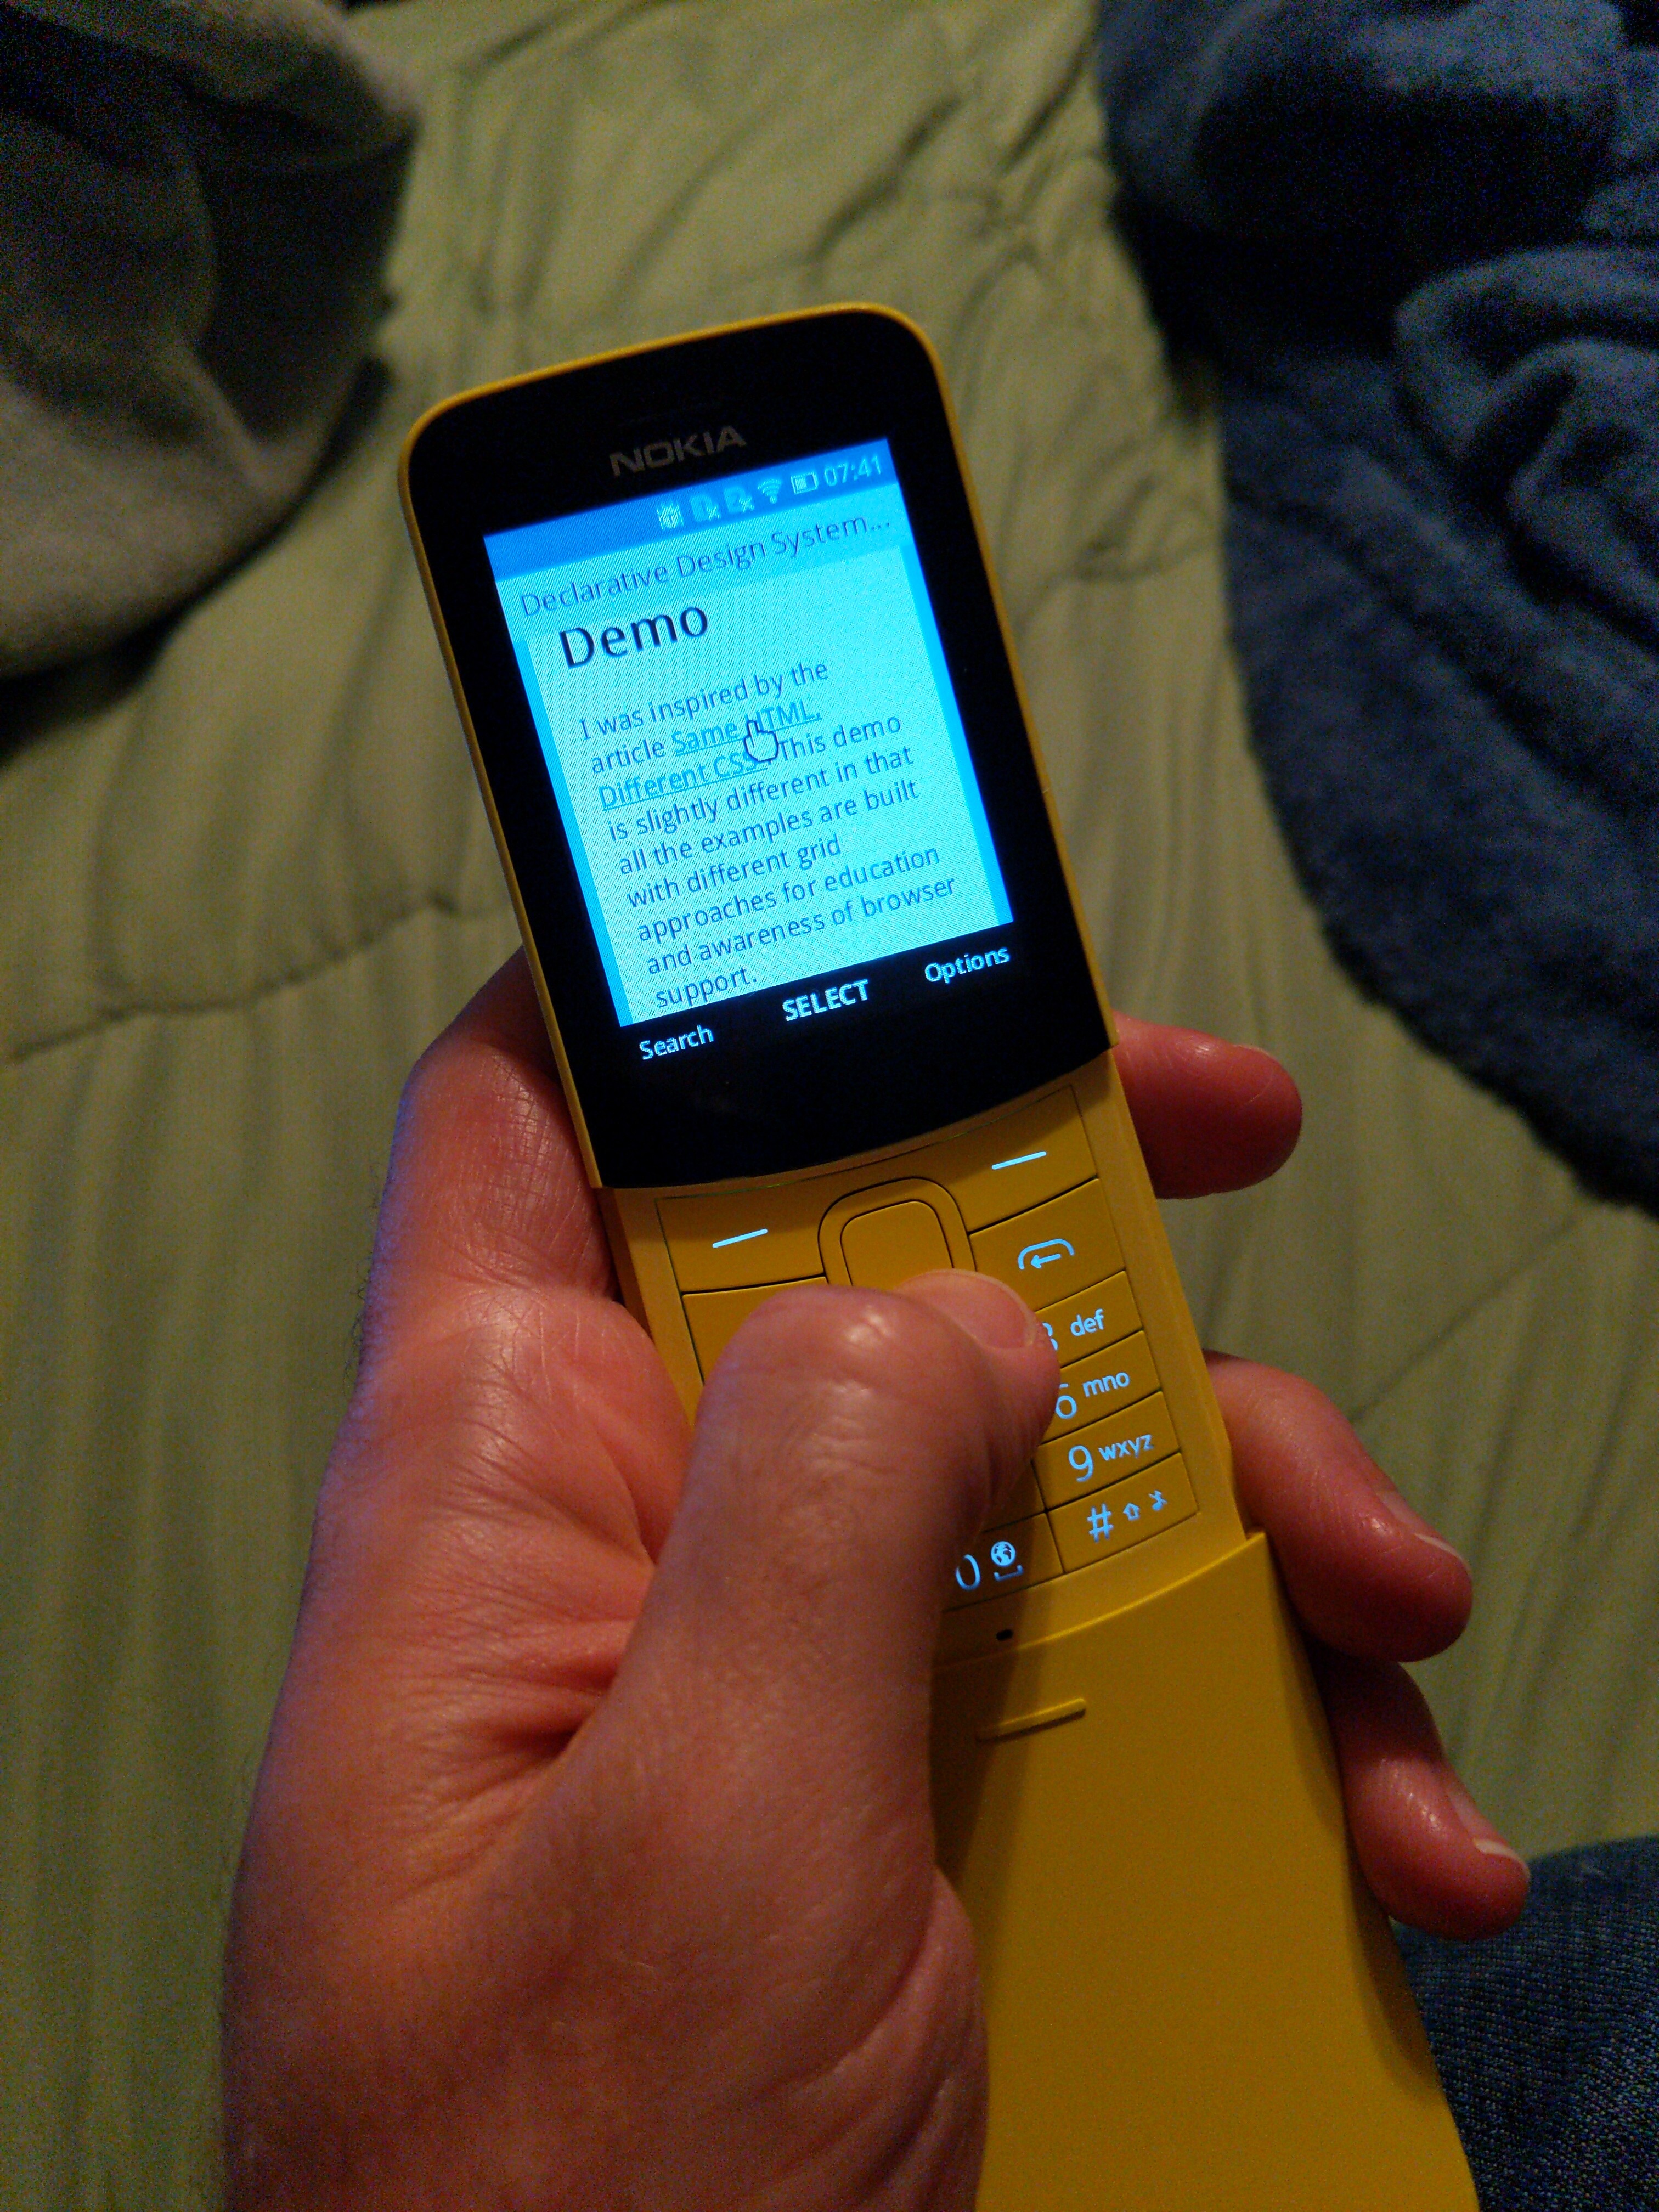 NOKIA
07:41
Declarative Design System...
Demo
I was inspired by the
article Same HTML,
Different CSS. This demo
is slightly different in that
all the examples are built
with different grid
approaches for education
and awareness of browser
support.
Search SELECT Options
def
6 mno
9 wxyz
0 #